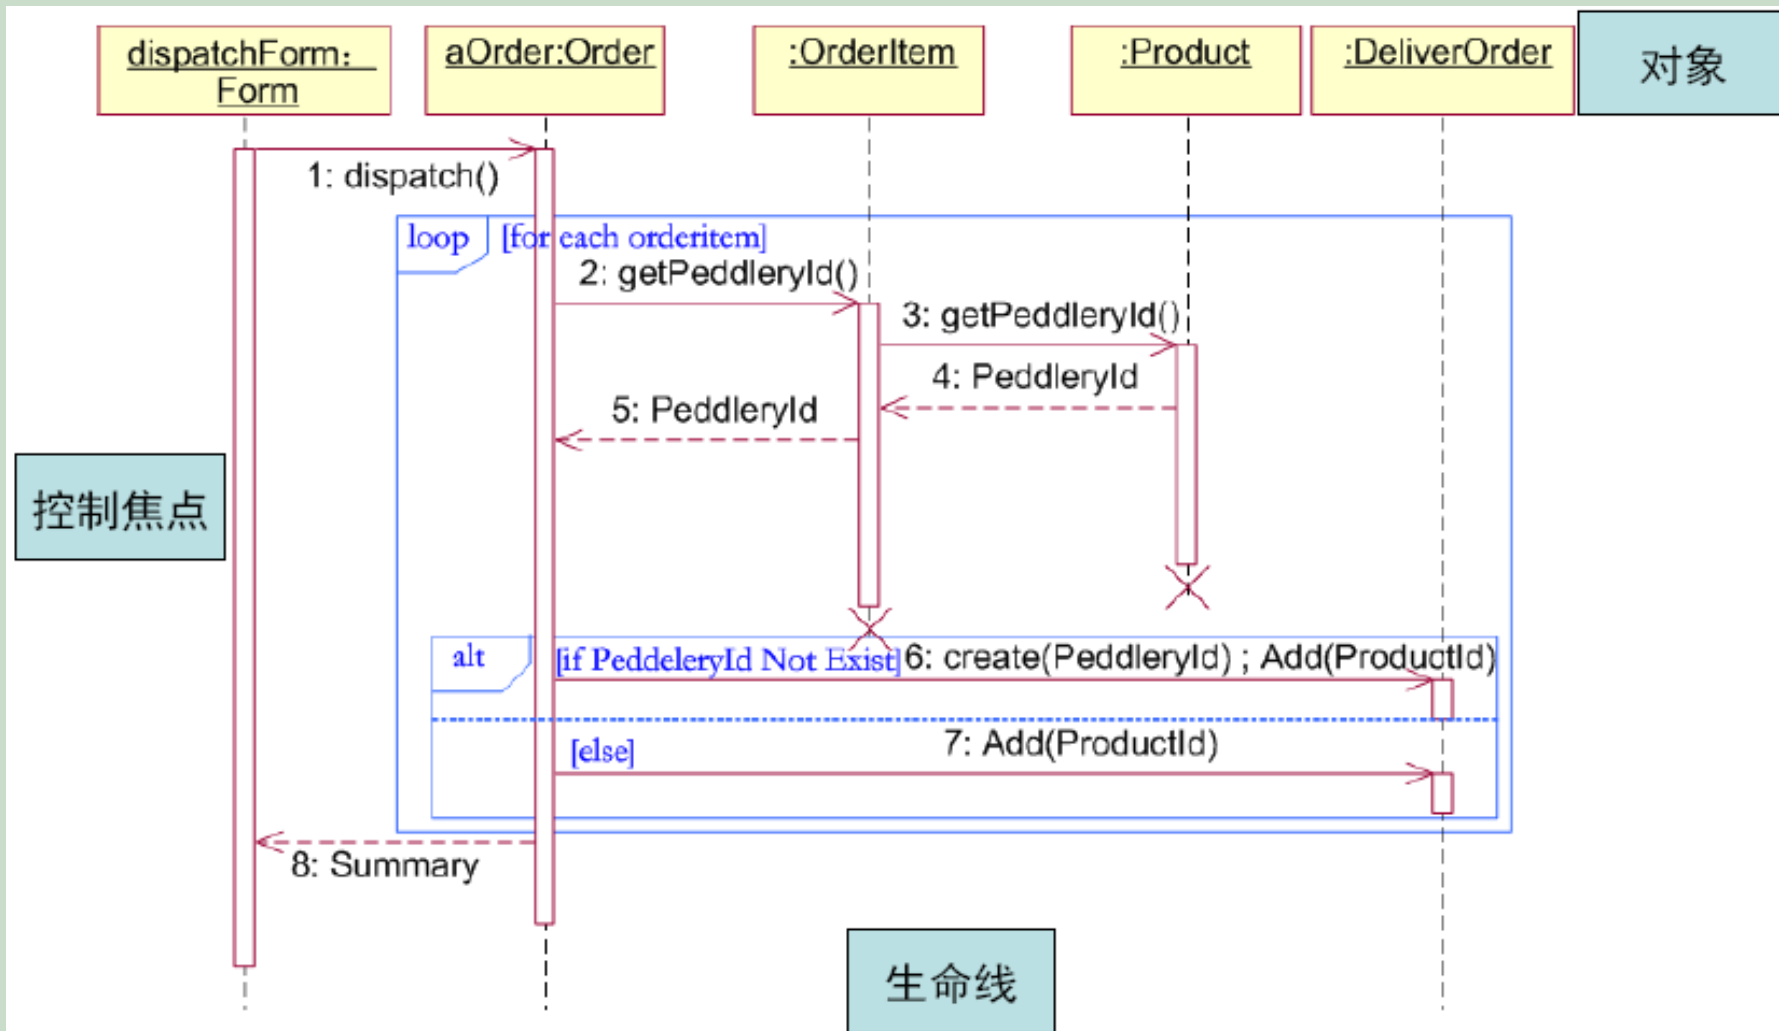 dispatchForm：
Form
aOrder:Order
:OrderItem
:Product
:DeliverOrder
对象
1: dispatch()
loop
[for each orderitem]
2: getPeddleryId()
3: getPeddleryId()
4: PeddleryId
5: PeddleryId
控制焦点
alt
[if PeddeleryId Not Exist]
6: create(PeddleryId) ; Add(ProductId)
[else]
7: Add(ProductId)
8: Summary
生命线